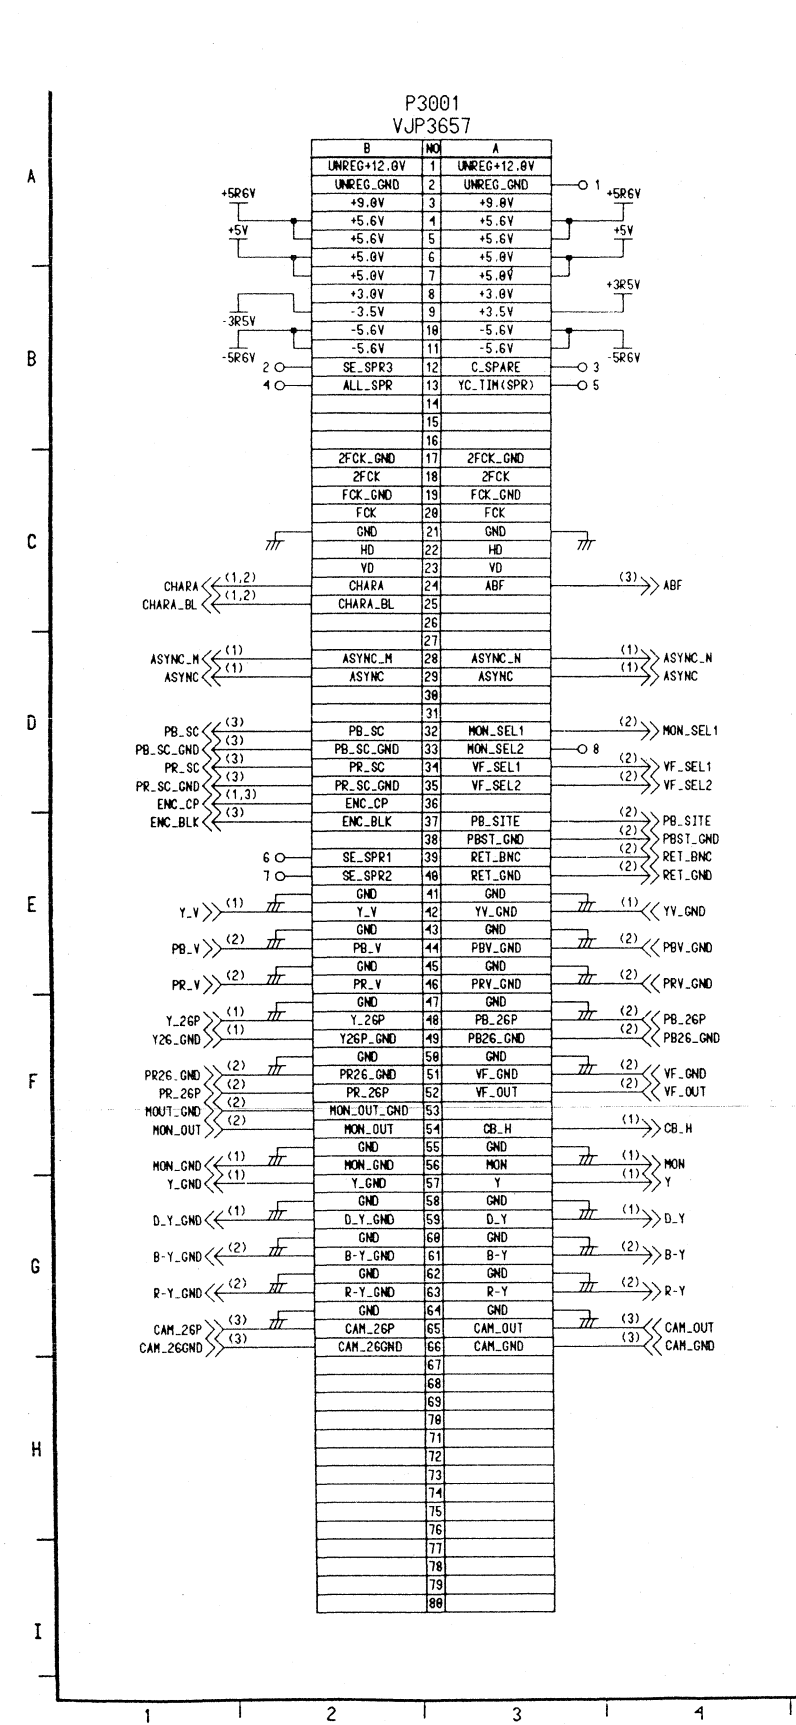 P3001
VJP3657
B NO A
UNREG+12.0V 1 UNREG+12.0V
A
UNREG_GND 2 UNREG_GND 1
+5R6V +9.0V 3 +9.0V +5R6V
+5.6V 4 +5.6V
+5V +5.6V 5 +5.6V +5V
+5.0V 6 +5.0V
+5.0V 7 +5.0V
+3.0V 8 +3.0V +3R5V
-3R5V -3.5V 9 +3.5V
-5.6V 10 -5.6V
-5R6V -5.6V 11 -5.6V -5R6V
B
2 SE_SPR3 12 C_SPARE 3
4 ALL_SPR 13 YC_TIM(SPR) 5
14
15
16
2FCK_GND 17 2FCK_GND
2FCK 18 2FCK
FCK_GND 19 FCK_GND
FCK 20 FCK
GND 21 GND
C
HD 22 HD
VD 23 VD
CHARA (1,2) CHARA 24 ABF (3) ABF
CHARA_BL (1,2) CHARA_BL 25
26
27
ASYNC_M (1) ASYNC_M 28 ASYNC_N (1) ASYNC_N
ASYNC (1) ASYNC 29 ASYNC (1) ASYNC
30
31
D
PB_SC (3) PB_SC 32 MON_SEL1 (2) MON_SEL1
PB_SC_GND (3) PB_SC_GND 33 MON_SEL2 8
PR_SC (3) PR_SC 34 VF_SEL1 (2) VF_SEL1
PR_SC_GND (3) PR_SC_GND 35 VF_SEL2 (2) VF_SEL2
ENC_CP (1,3) ENC_CP 36
ENC_BLK (3) ENC_BLK 37 PB_SITE (2) PB_SITE
38 PBST_GND (2) PBST_GND
6 SE_SPR1 39 RET_BNC (2) RET_BNC
7 SE_SPR2 40 RET_GND (2) RET_GND
GND 41 GND
E
Y_V (1) Y_V 42 YV_GND (1) YV_GND
GND 43 GND
PB_V (2) PB_V 44 PBV_GND (2) PBV_GND
GND 45 GND
PR_V (2) PR_V 46 PRV_GND (2) PRV_GND
GND 47 GND
Y_26P (1) Y_26P 48 PB_26P (2) PB_26P
Y26_GND (1) Y26P_GND 49 PB26_GND (2) PB26_GND
GND 50 GND
F
PR26_GND (2) PR26_GND 51 VF_GND (2) VF_GND
PR_26P (2) PR_26P 52 VF_OUT (2) VF_OUT
MOUT_GND (2) MON_OUT_GND 53
MON_OUT (2) MON_OUT 54 CB_H (1) CB_H
GND 55 GND
MON_GND (1) MON_GND 56 MON (1) MON
Y_GND (1) Y_GND 57 Y (1) Y
GND 58 GND
D_Y_GND (1) D_Y_GND 59 D_Y (1) D_Y
GND 60 GND
B-Y_GND (2) B-Y_GND 61 B-Y (2) B-Y
G
GND 62 GND
R-Y_GND (2) R-Y_GND 63 R-Y (2) R-Y
GND 64 GND
CAM_26P (3) CAM_26P 65 CAM_OUT (3) CAM_OUT
CAM_26GND (3) CAM_26GND 66 CAM_GND (3) CAM_GND
67
68
69
70
71
H
72
73
74
75
76
77
78
79
80
I
1 2 3 4